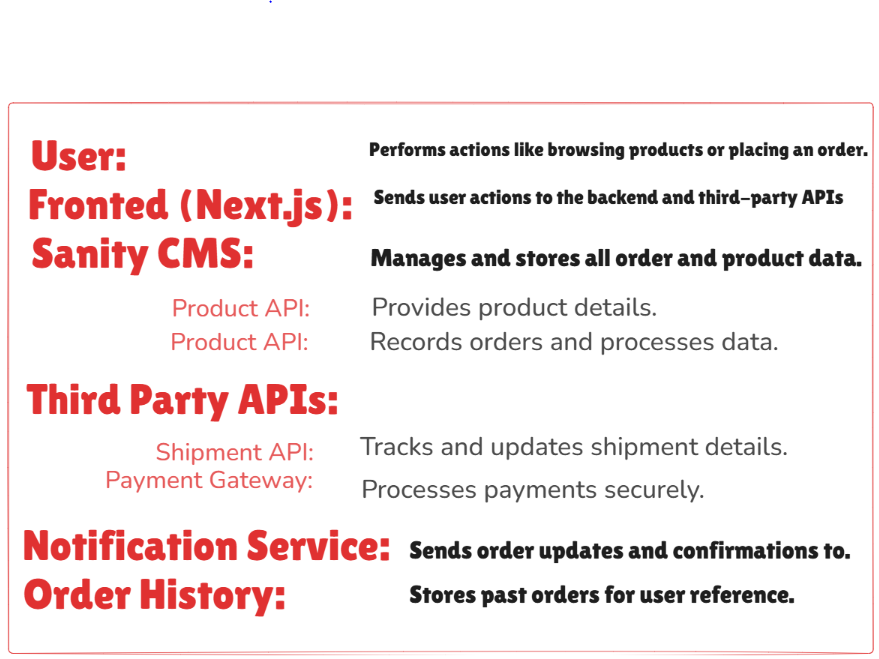 User: Performs actions like browsing products or placing an order.
Fronted (Next.js): Sends user actions to the backend and third-party APIs
Sanity CMS: Manages and stores all order and product data.
Product API: Provides product details.
Product API: Records orders and processes data.
Third Party APIs:
Shipment API: Tracks and updates shipment details.
Payment Gateway: Processes payments securely.
Notification Service: Sends order updates and confirmations to.
Order History: Stores past orders for user reference.